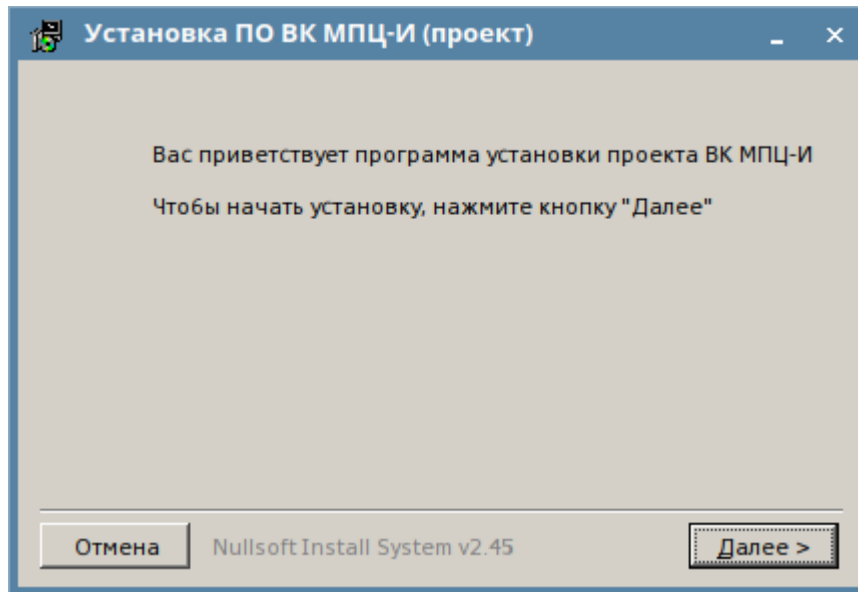 Установка ПО ВК МПЦ-И (проект)
Вас приветствует программа установки проекта ВК МПЦ-И
Чтобы начать установку, нажмите кнопку "Далее"
Отмена Nullsoft Install System v2.45 Далее >